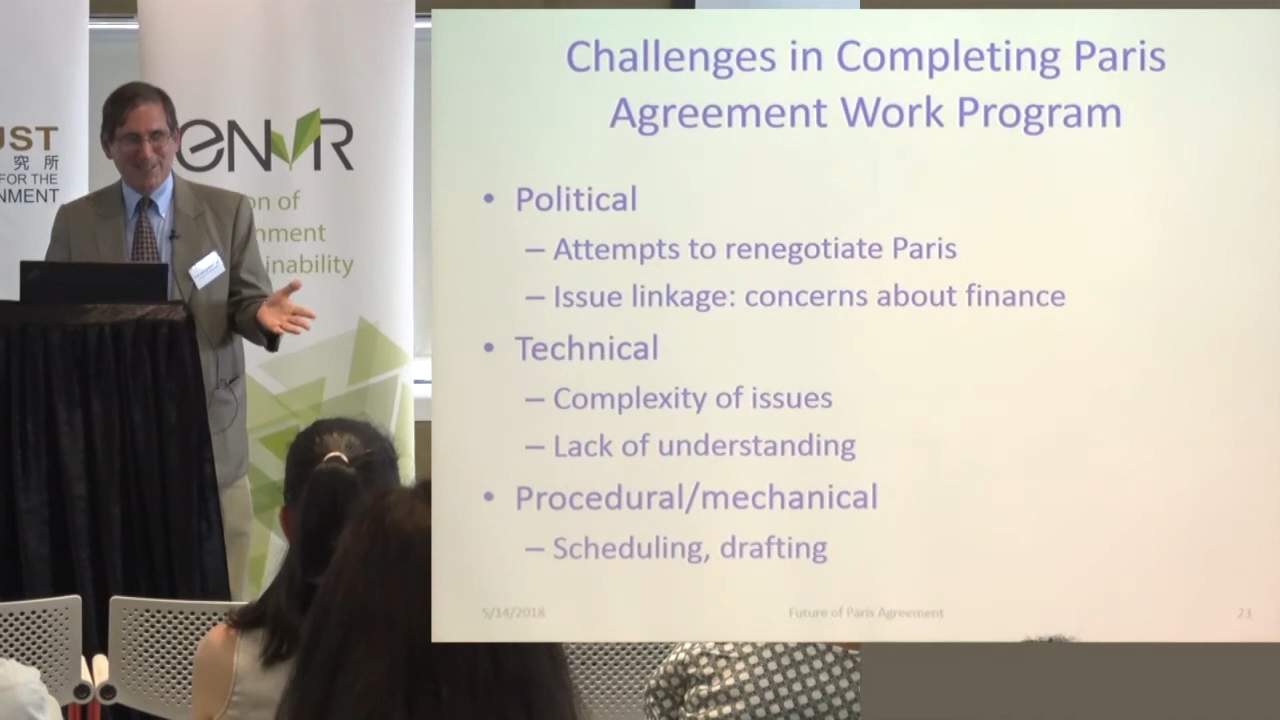 UST
究 所
FOR THE
NMENT
eNVR
on of
nment
inability
Challenges in Completing Paris
Agreement Work Program
• Political
– Attempts to renegotiate Paris
– Issue linkage: concerns about finance
• Technical
– Complexity of issues
– Lack of understanding
• Procedural/mechanical
– Scheduling, drafting
5/14/2018
Future of Paris Agreement
23